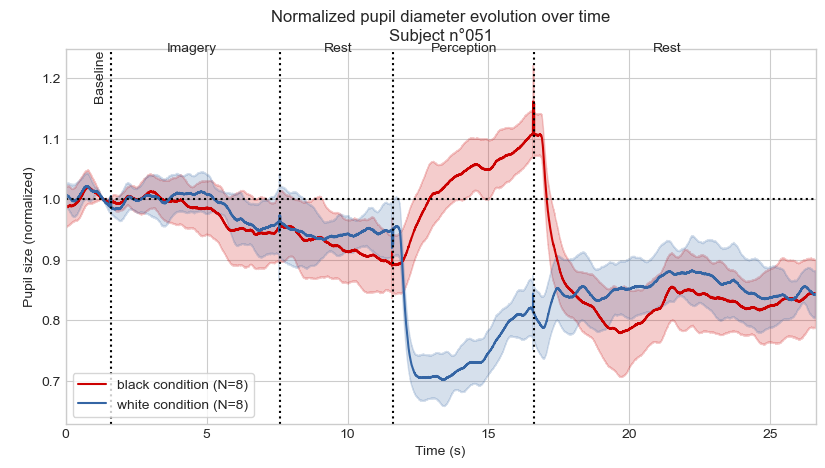 Normalized pupil diameter evolution over time
Subject n°051
Imagery
Rest
Perception
Rest
Baseline
1.2
1.1
1.0
0.9
0.8
0.7
Pupil size (normalized)
black condition (N=8)
white condition (N=8)
0
5
10
15
20
25
Time (s)